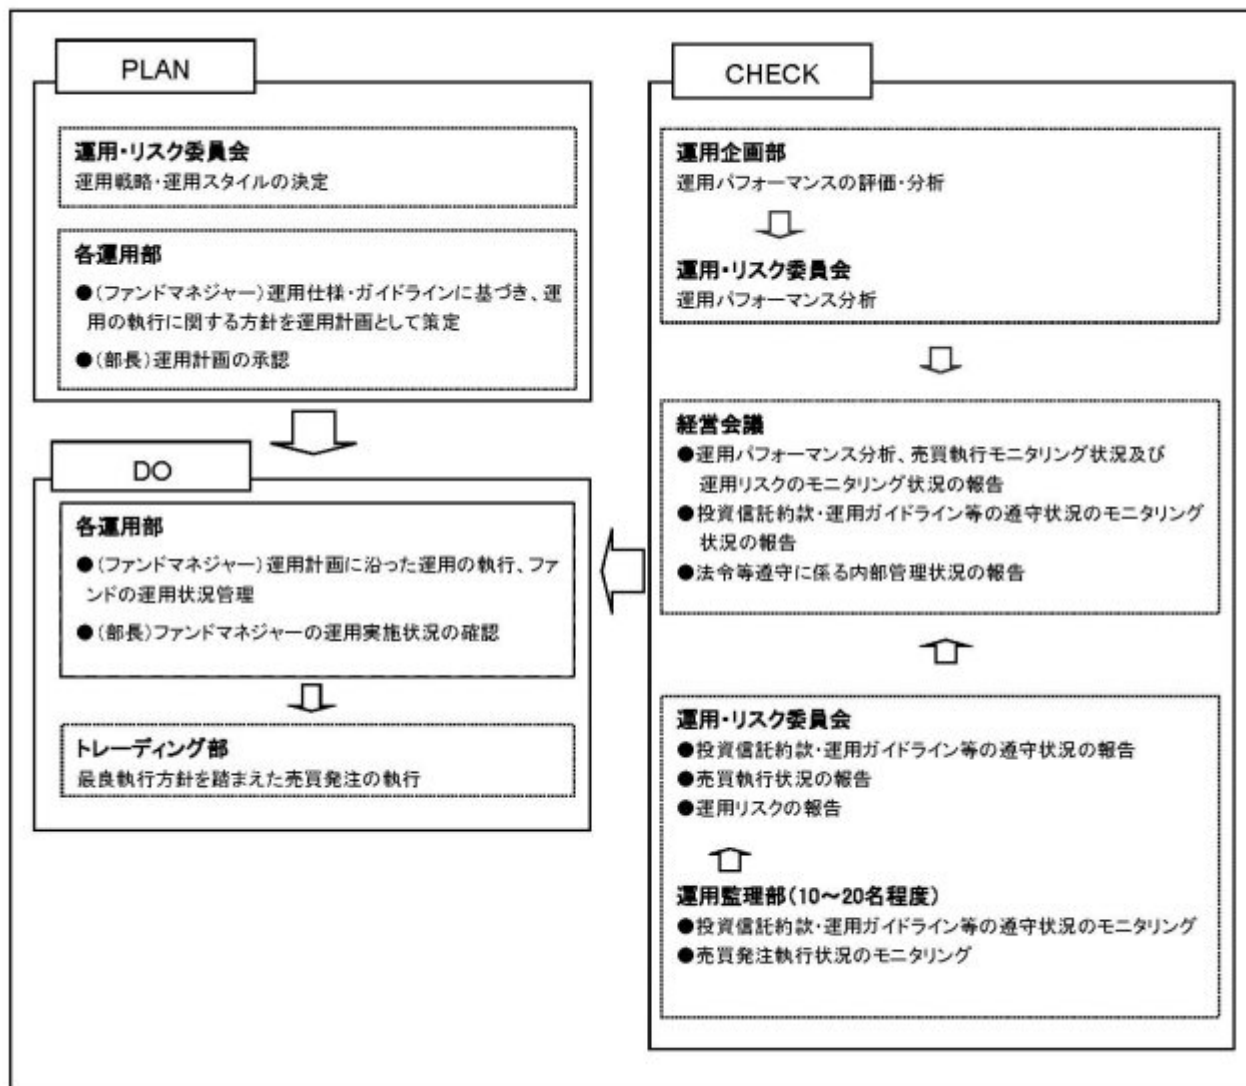 PLAN
運用・リスク委員会
運用戦略・運用スタイルの決定
各運用部
●(ファンドマネジャー)運用仕様・ガイドラインに基づき、運
用の執行に関する方針を運用計画として策定
●(部長)運用計画の承認
DO
各運用部
●(ファンドマネジャー)運用計画に沿った運用の執行、ファ
ンドの運用状況管理
●(部長)ファンドマネジャーの運用実施状況の確認
トレーディング部
最良執行方針を踏まえた売買発注の執行
CHECK
運用企画部
運用パフォーマンスの評価・分析
運用・リスク委員会
運用パフォーマンス分析
経営会議
●運用パフォーマンス分析、売買執行モニタリング状況及び
運用リスクのモニタリング状況の報告
●投資信託約款・運用ガイドライン等の遵守状況のモニタリング
状況の報告
●法令等遵守に係る内部管理状況の報告
運用・リスク委員会
●投資信託約款・運用ガイドライン等の遵守状況の報告
●売買執行状況の報告
●運用リスクの報告
運用監理部(10～20名程度)
●投資信託約款・運用ガイドライン等の遵守状況のモニタリング
●売買発注執行状況のモニタリング